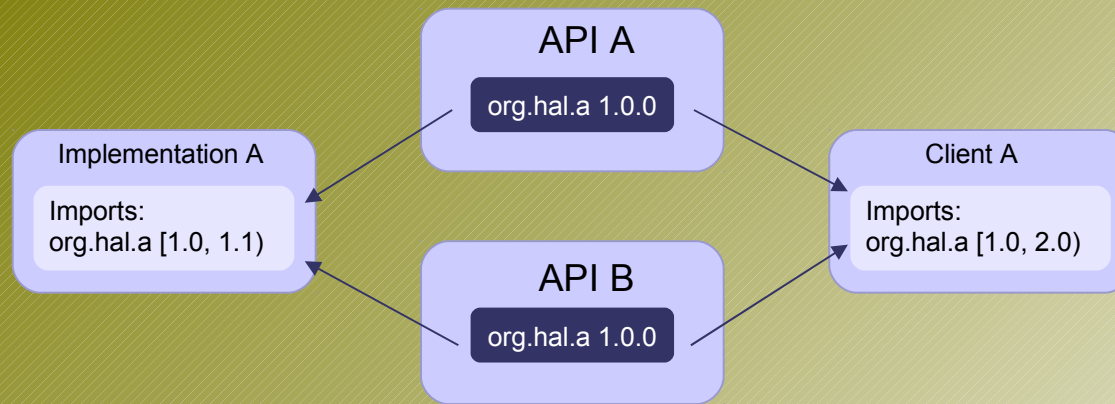 API A
org.hal.a 1.0.0
Implementation A
Imports:
org.hal.a [1.0, 1.1)
Client A
Imports:
org.hal.a [1.0, 2.0)
API B
org.hal.a 1.0.0